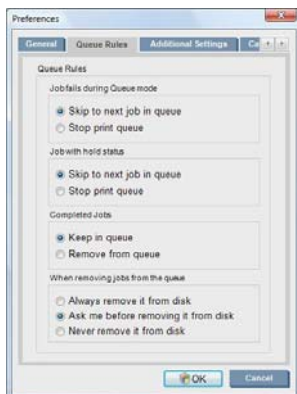 Preferences
General Queue Rules Additional Settings Ca
Queue Rules
Job fails during Queue mode
Skip to next job in queue
Stop print queue
Job with hold status
Skip to next job in queue
Stop print queue
Completed Jobs
Keep in queue
Remove from queue
When removing jobs from the queue
Always remove it from disk
Ask me before removing it from disk
Never remove it from disk
OK Cancel